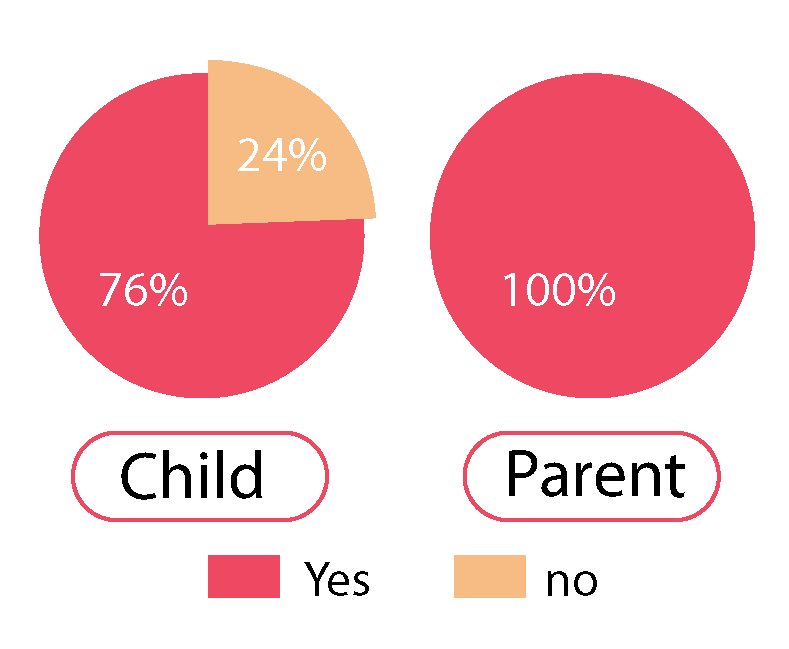 24%
76%
100%
Child
Parent
Yes
no